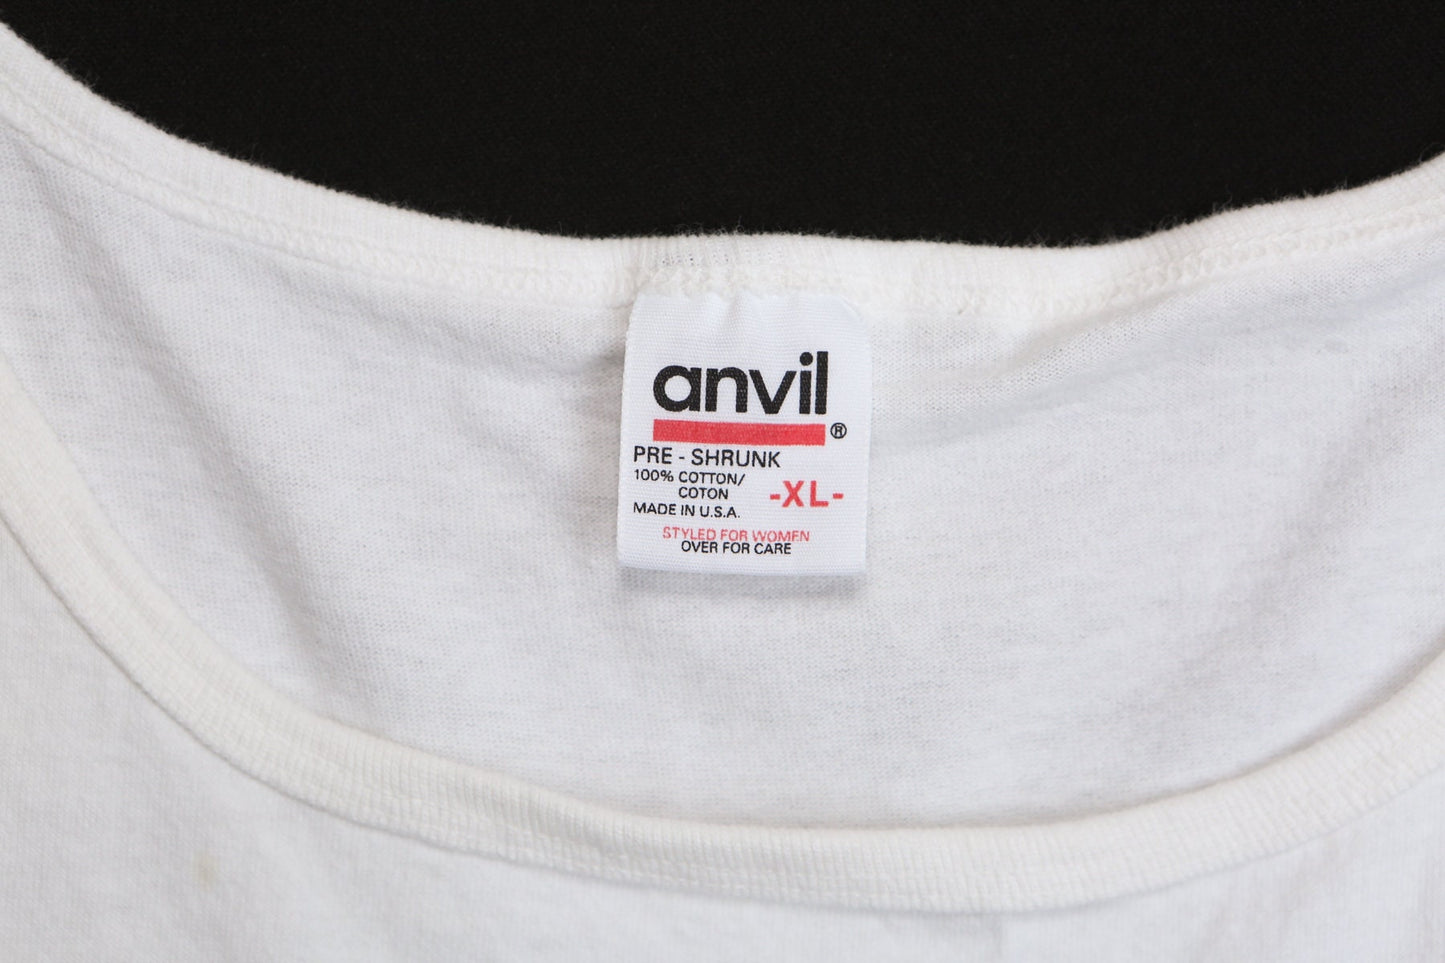 anvil®
PRE - SHRUNK
100% COTTON/
COTON
-XL-
MADE IN U.S.A.
STYLED FOR WOMEN
OVER FOR CARE